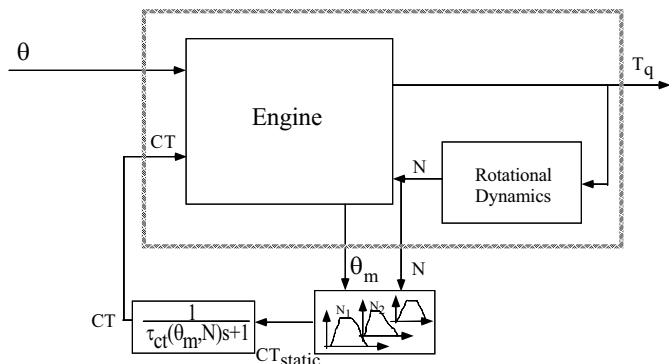 θ
T_q
CT
Engine
N
Rotational
Dynamics
θ_m
N
CT
1
τ_ct(θ_m,N)s+1
CT_static
N_1
N_2